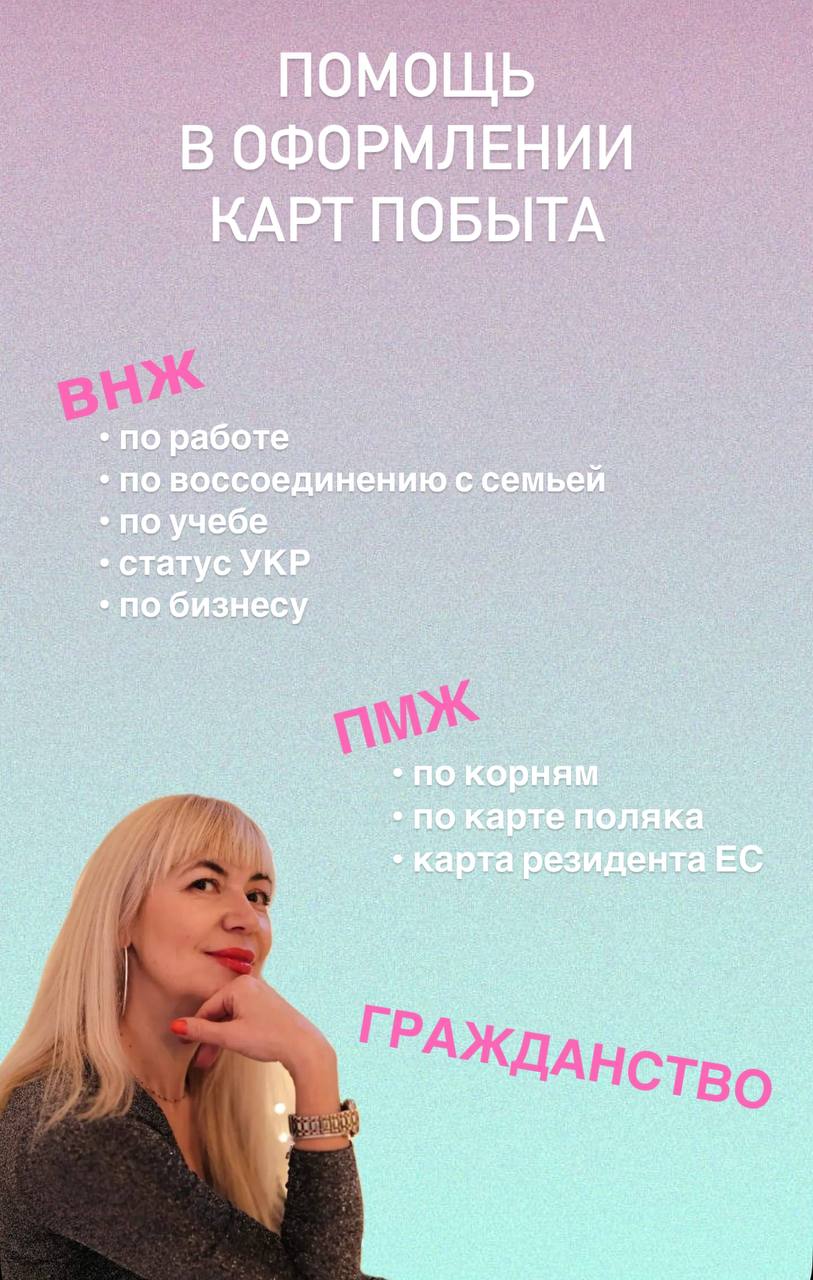 ПОМОЩЬ
В ОФОРМЛЕНИИ
КАРТ ПОБЫТА
ВНЖ
• по работе
• по воссоединению с семьей
• по учебе
• статус УКР
• по бизнесу
ПМЖ
• по корням
• по карте поляка
• карта резидента ЕС
ГРАЖДАНСТВО